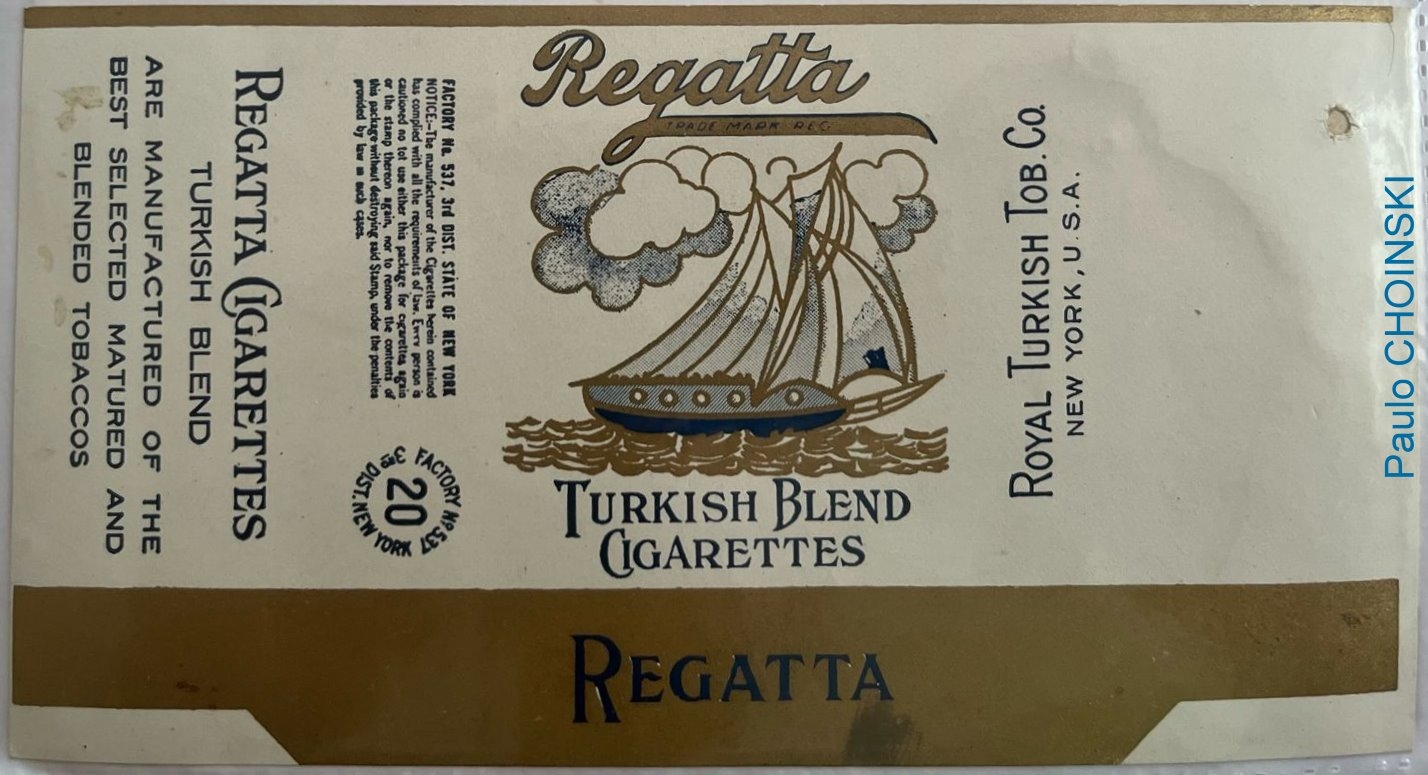 REGATTA CIGARETTES
TURKISH BLEND
ARE MANUFACTURED OF THE
BEST SELECTED MATURED AND
BLENDED TOBACCOS
FACTORY No. 537, 3rd DIST. STATE OF NEW YORK
NOTICE:—The manufacturer of the Cigarettes herein contained
has complied with all the requirements of law. Every person is
cautioned no tot use either this package for cigarettes again
or the stamp thereon again, nor to remove the contents of
this package without destroying said Stamp, under the penalties
provided by law in such cases.
FACTORY No 537
20
3RD DIST. NEW YORK
Regatta
TRADE MARK REG
TURKISH BLEND
CIGARETTES
ROYAL TURKISH TOB. CO.
NEW YORK, U.S.A.
REGATTA
Paulo CHOINSKI